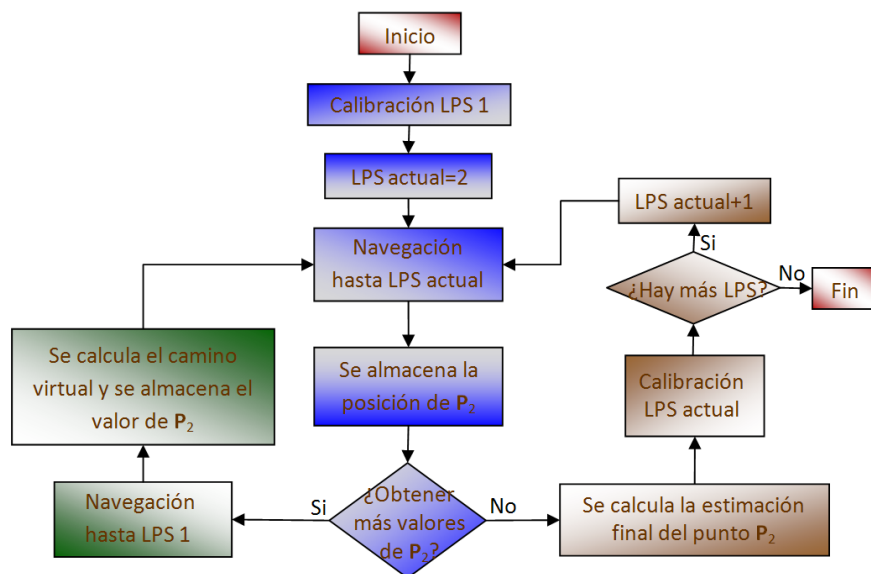 Inicio
Calibración LPS 1
LPS actual=2
LPS actual+1
Navegación
hasta LPS actual
Si
¿Hay más LPS?
No
Fin
Se calcula el camino
virtual y se almacena el
valor de P₂
Se almacena la
posición de P₂
Calibración
LPS actual
Navegación
hasta LPS 1
Si
¿Obtener
más valores
de P₂?
No
Se calcula la estimación
final del punto P₂